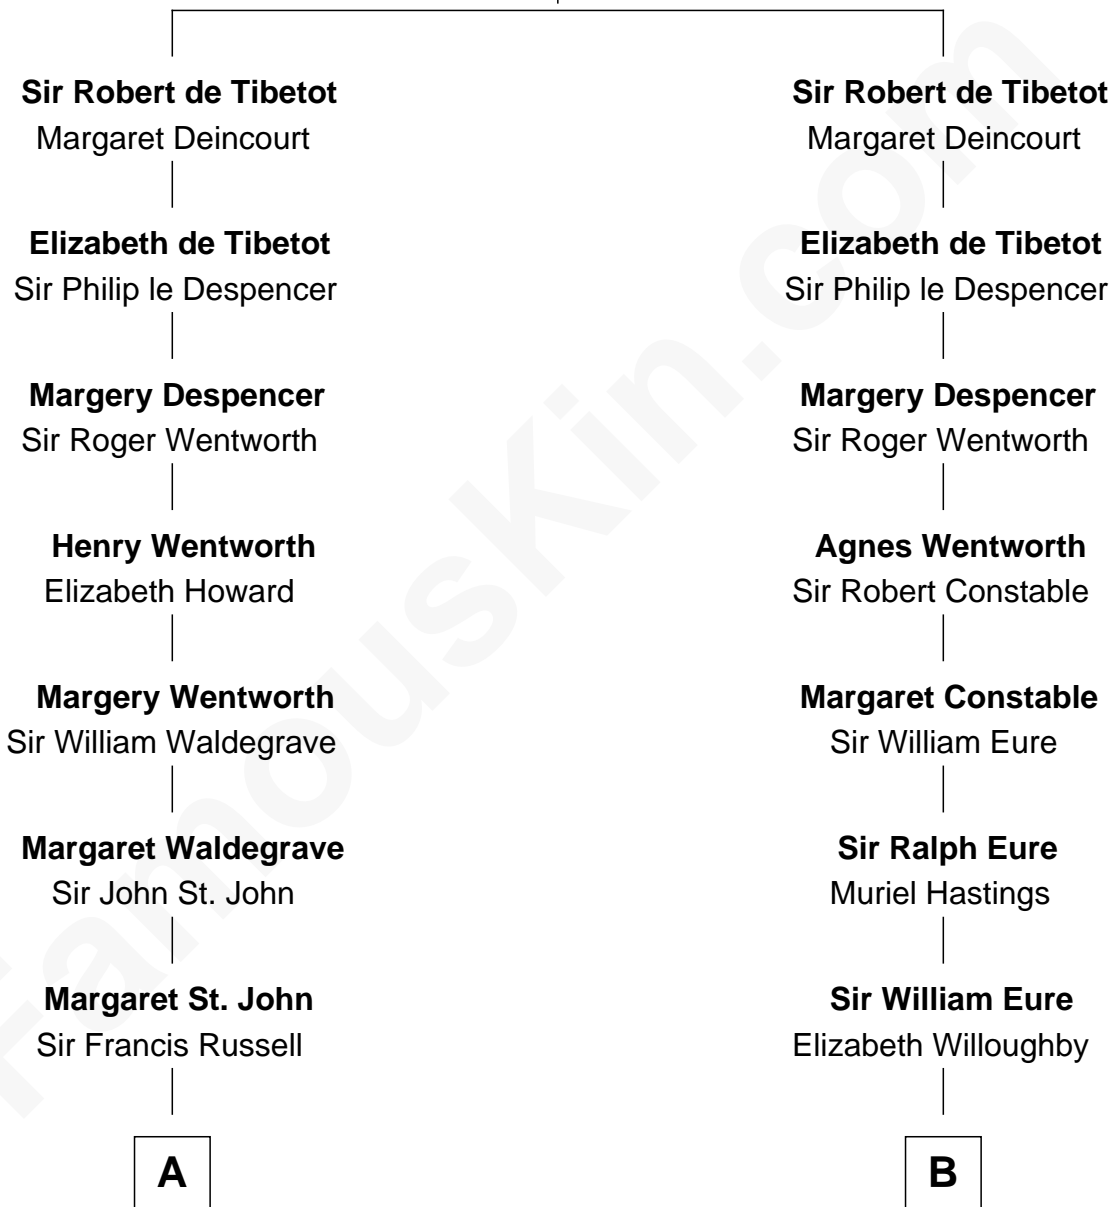 Sir Robert de Tibetot
Margaret Deincourt
Elizabeth de Tibetot
Sir Philip le Despencer
Margery Despencer
Sir Roger Wentworth
Henry Wentworth
Elizabeth Howard
Margery Wentworth
Sir William Waldegrave
Margaret Waldegrave
Sir John St. John
Margaret St. John
Sir Francis Russell
A
Sir Robert de Tibetot
Margaret Deincourt
Elizabeth de Tibetot
Sir Philip le Despencer
Margery Despencer
Sir Roger Wentworth
Agnes Wentworth
Sir Robert Constable
Margaret Constable
Sir William Eure
Sir Ralph Eure
Muriel Hastings
Sir William Eure
Elizabeth Willoughby
B
FamousKin.com